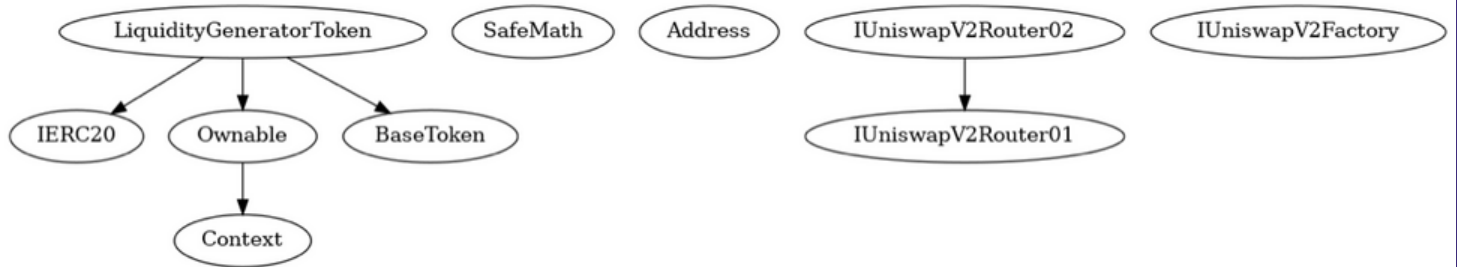 LiquidityGeneratorToken SafeMath Address IUniswapV2Router02 IUniswapV2Factory
IERC20 Ownable BaseToken IUniswapV2Router01
Context